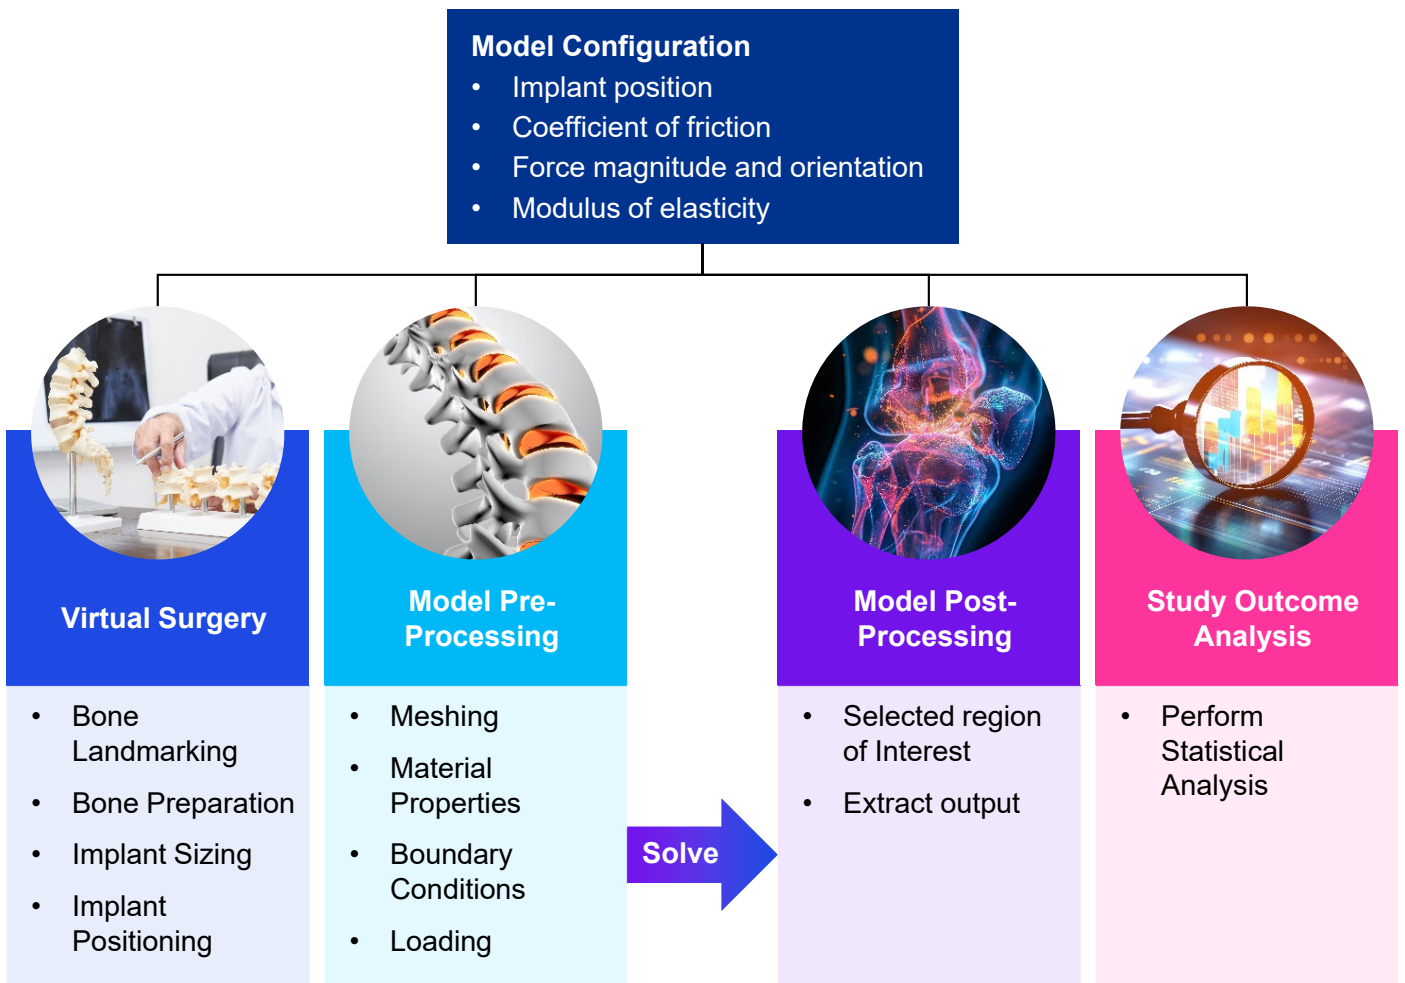 Model Configuration
• Implant position
• Coefficient of friction
• Force magnitude and orientation
• Modulus of elasticity
Virtual Surgery
• Bone
Landmarking
• Bone Preparation
• Implant Sizing
• Implant
Positioning
Model Pre-
Processing
• Meshing
• Material
Properties
• Boundary
Conditions
• Loading
Solve
Model Post-
Processing
• Selected region
of Interest
• Extract output
Study Outcome
Analysis
• Perform
Statistical
Analysis